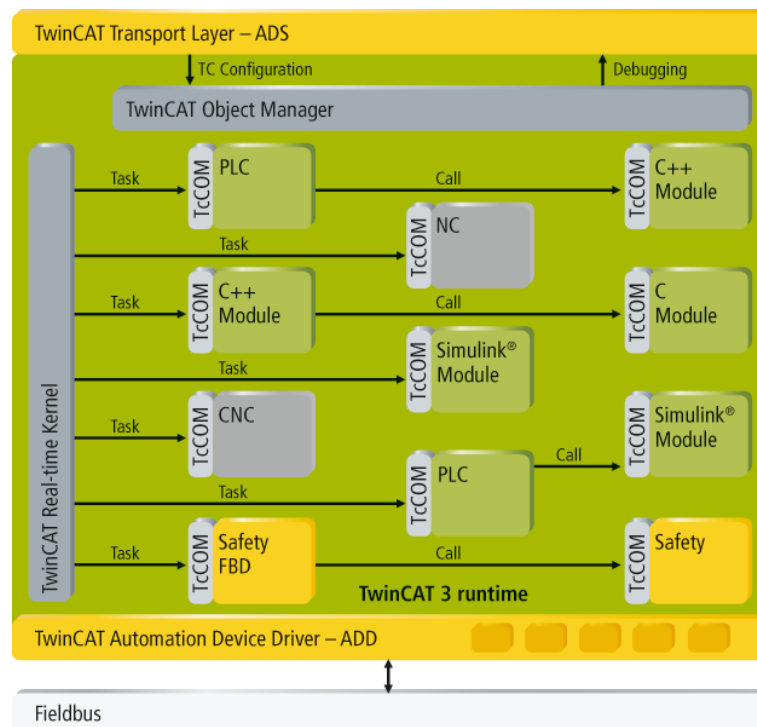 TwinCAT Transport Layer – ADS
TC Configuration
Debugging
TwinCAT Object Manager
TwinCAT Real-time Kernel
Task
TcCOM
PLC
Call
TcCOM
C++
Module
Task
TcCOM
NC
Task
TcCOM
C++
Module
Call
TcCOM
C
Module
Task
TcCOM
Simulink®
Module
Task
TcCOM
CNC
TcCOM
Simulink®
Module
Task
TcCOM
PLC
Call
Task
TcCOM
Safety
FBD
Call
TcCOM
Safety
TwinCAT 3 runtime
TwinCAT Automation Device Driver – ADD
Fieldbus